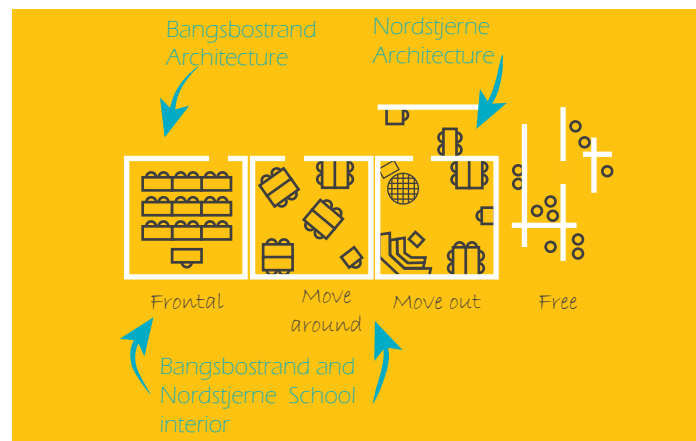 Bangsbostrand
Architecture
Nordstjerne
Architecture
Frontal
Move
around
Move out
Free
Bangsbostrand and
Nordstjerne School
interior